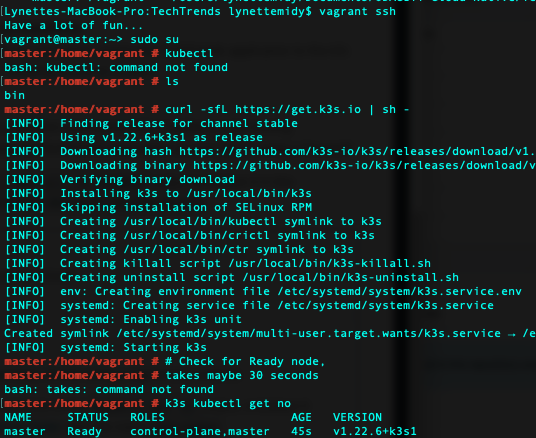 [Lynettes-MacBook-Pro:TechTrends lynettemidy$ vagrant ssh
Have a lot of fun...
[vagrant@master:~> sudo su
[master:/home/vagrant # kubectl
bash: kubectl: command not found
[master:/home/vagrant # ls
bin
master:/home/vagrant # curl -sfL https://get.k3s.io | sh -
[INFO]  Finding release for channel stable
[INFO]  Using v1.22.6+k3s1 as release
[INFO]  Downloading hash https://github.com/k3s-io/k3s/releases/download/v1.
[INFO]  Downloading binary https://github.com/k3s-io/k3s/releases/download/v
[INFO]  Verifying binary download
[INFO]  Installing k3s to /usr/local/bin/k3s
[INFO]  Skipping installation of SELinux RPM
[INFO]  Creating /usr/local/bin/kubectl symlink to k3s
[INFO]  Creating /usr/local/bin/crictl symlink to k3s
[INFO]  Creating /usr/local/bin/ctr symlink to k3s
[INFO]  Creating killall script /usr/local/bin/k3s-killall.sh
[INFO]  Creating uninstall script /usr/local/bin/k3s-uninstall.sh
[INFO]  env: Creating environment file /etc/systemd/system/k3s.service.env
[INFO]  systemd: Creating service file /etc/systemd/system/k3s.service
[INFO]  systemd: Enabling k3s unit
Created symlink /etc/systemd/system/multi-user.target.wants/k3s.service → /e
[INFO]  systemd: Starting k3s
master:/home/vagrant # # Check for Ready node,
master:/home/vagrant # takes maybe 30 seconds
bash: takes: command not found
[master:/home/vagrant # k3s kubectl get no
NAME     STATUS   ROLES                  AGE   VERSION
master   Ready    control-plane,master   45s   v1.22.6+k3s1